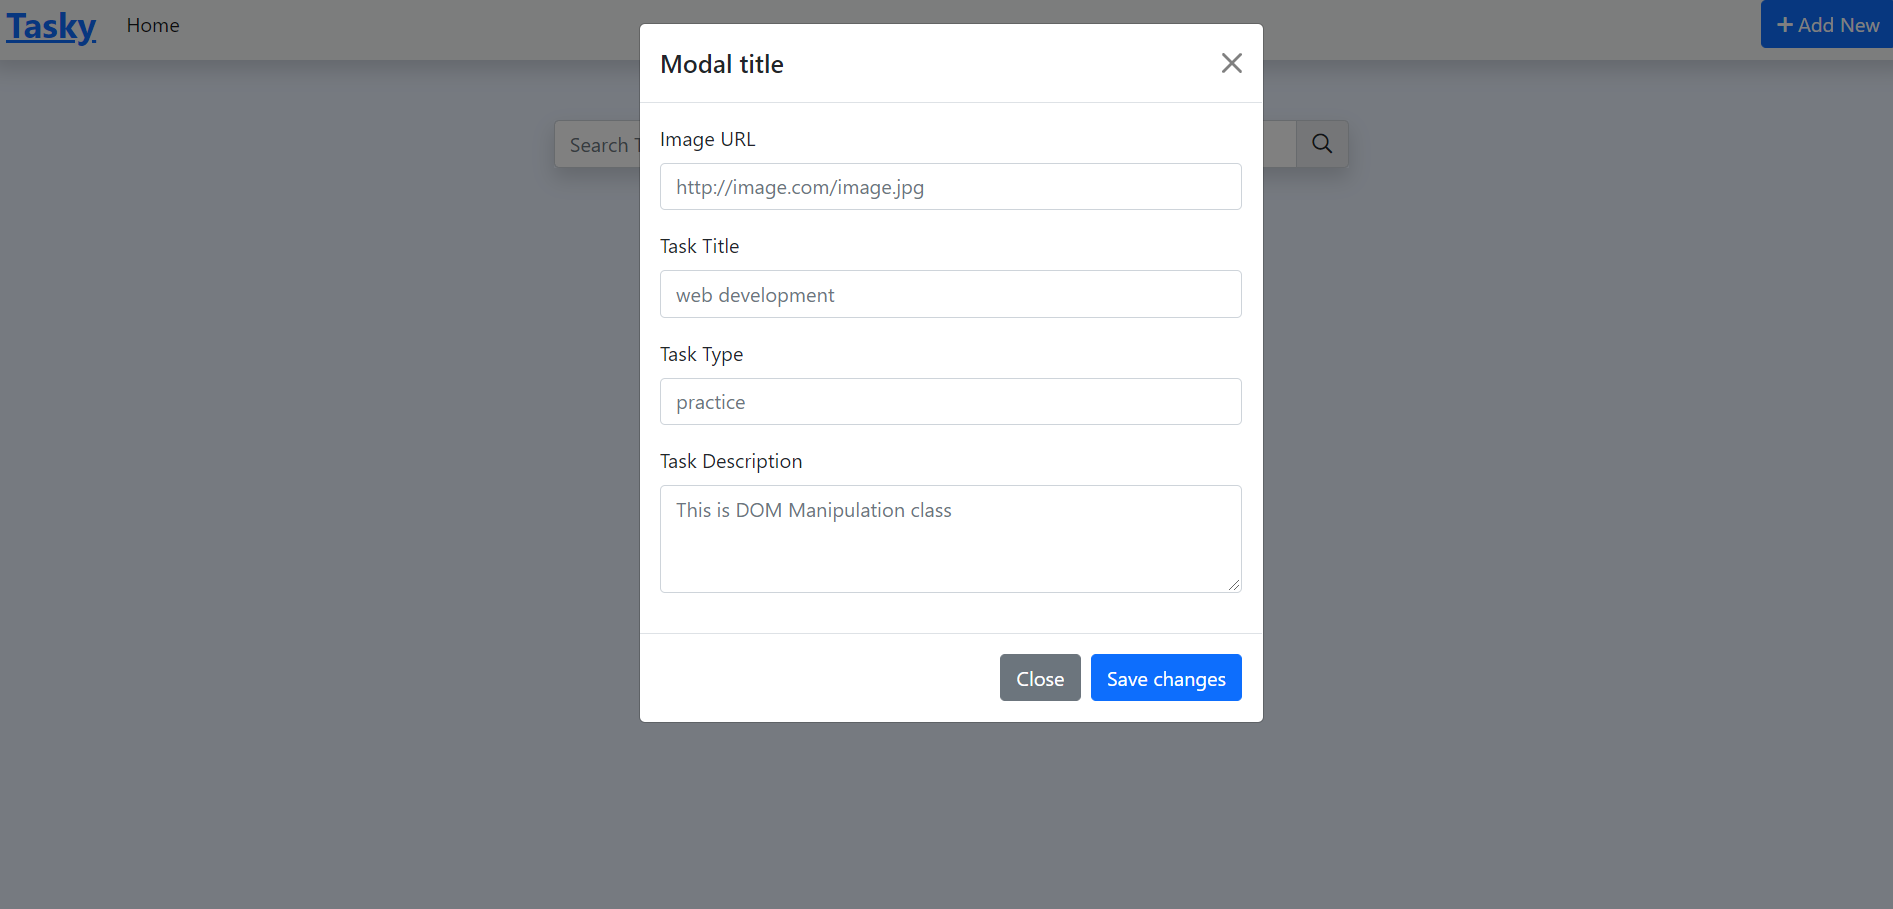 Tasky Home Add New
Modal title
Search
Image URL
http://image.com/image.jpg
Task Title
web development
Task Type
practice
Task Description
This is DOM Manipulation class
Close Save changes